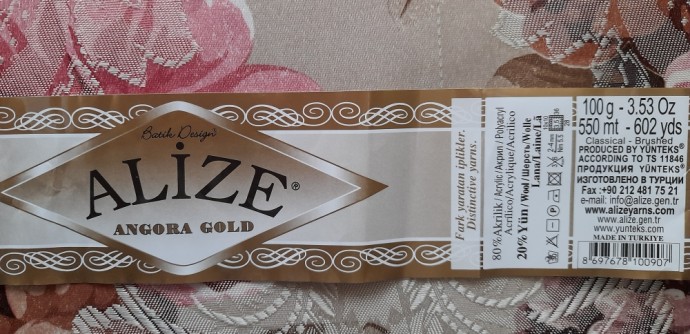 Batik Design
ALİZE®
ANGORA GOLD
Fark yaratan iplikler.
Distinctive yarns.
80% Akrilik / Acrylic / Акрил / Polyacryl
Acrilico/Acrylique/Acrílico
20% Yün / Wool / Шерсть / Wolle
Lana/Laine/Lã
100 g - 3.53 Oz
550 mt - 602 yds
Classical - Brushed
PRODUCED BY YÜNTEKS®
ACCORDING TO TS 11846
ПРОДУКЦИЯ YÜNTEKS®
ИЗГОТОВЛЕНО В ТУРЦИИ
Fax :+90 212 481 75 21
e-mail: info@alize.gen.tr
www.alizeyarns.com
www.alize.gen.tr
www.yunteks.com
MADE IN TURKIYE
8 697678 100907